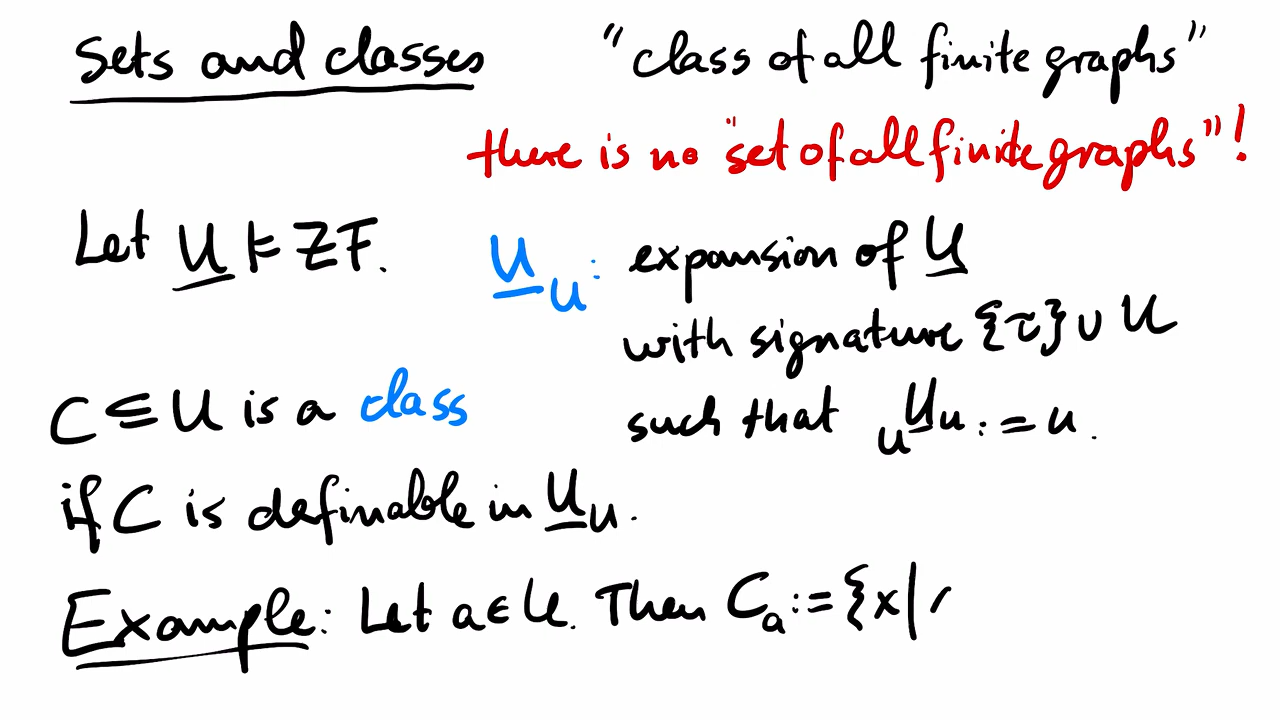 Sets and classes "class of all finite graphs"
there is no "set of all finite graphs"!
Let U ⊨ ZF. U_U: expansion of U
with signature {τ} ∪ U
C ⊆ U is a class such that u^{U_U} := u.
if C is definable in U_U.
Example: Let a ∈ U. Then C_a := {x |